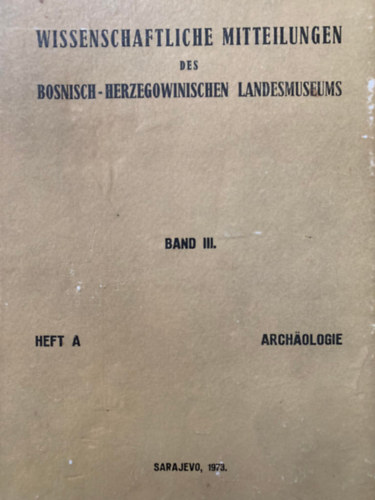 WISSENSCHAFTLICHE MITTEILUNGEN
DES
BOSNISCH-HERZEGOWINISCHEN LANDESMUSEUMS
BAND III.
HEFT A ARCHÄOLOGIE
SARAJEVO, 1973.